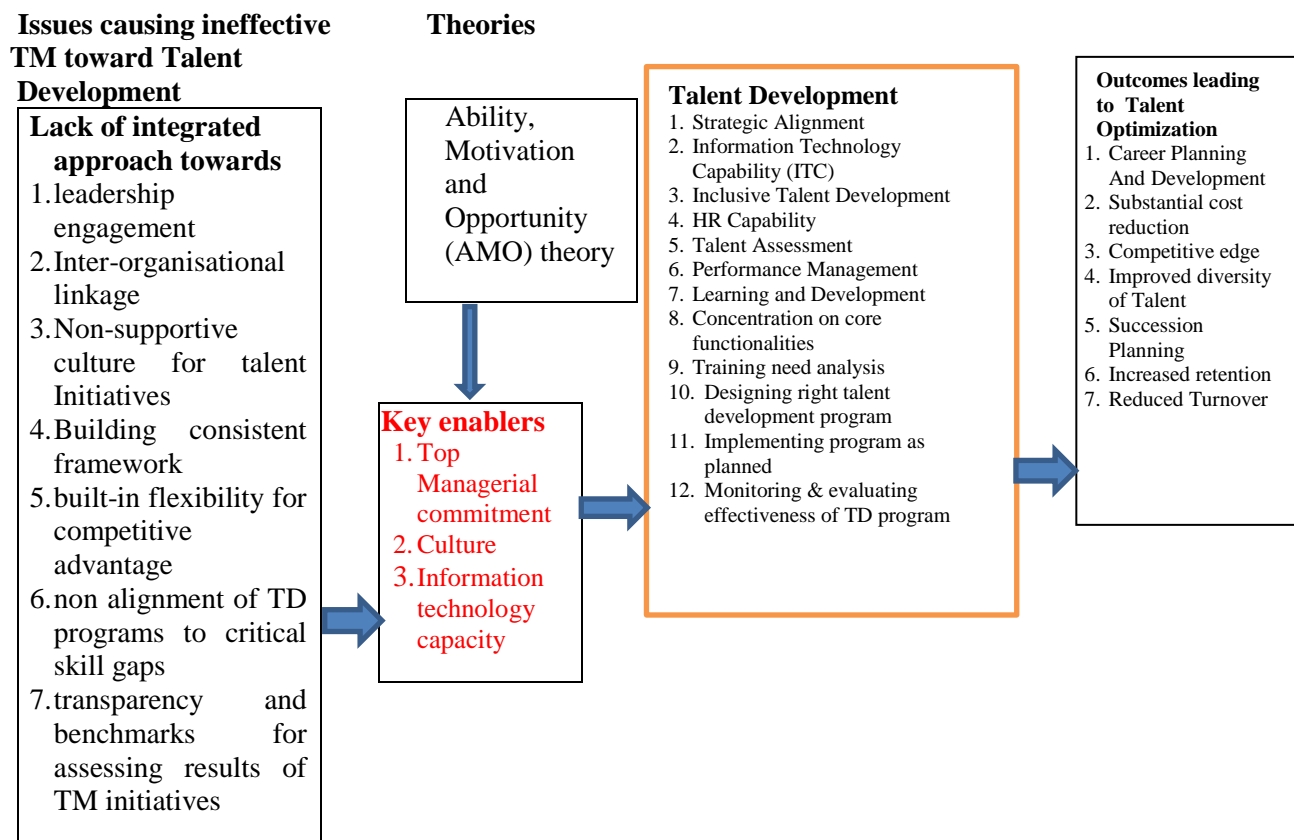 Issues causing ineffective
TM toward Talent
Development
Lack of integrated
approach towards
1. leadership
engagement
2. Inter-organisational
linkage
3. Non-supportive
culture for talent
Initiatives
4. Building consistent
framework
5. built-in flexibility for
competitive
advantage
6. non alignment of TD
programs to critical
skill gaps
7. transparency and
benchmarks for
assessing results of
TM initiatives
Theories
Ability,
Motivation
and
Opportunity
(AMO) theory
Key enablers
1. Top
Managerial
commitment
2. Culture
3. Information
technology
capacity
Talent Development
1. Strategic Alignment
2. Information Technology
Capability (ITC)
3. Inclusive Talent Development
4. HR Capability
5. Talent Assessment
6. Performance Management
7. Learning and Development
8. Concentration on core
functionalities
9. Training need analysis
10. Designing right talent
development program
11. Implementing program as
planned
12. Monitoring & evaluating
effectiveness of TD program
Outcomes leading
to Talent
Optimization
1. Career Planning
And Development
2. Substantial cost
reduction
3. Competitive edge
4. Improved diversity
of Talent
5. Succession
Planning
6. Increased retention
7. Reduced Turnover